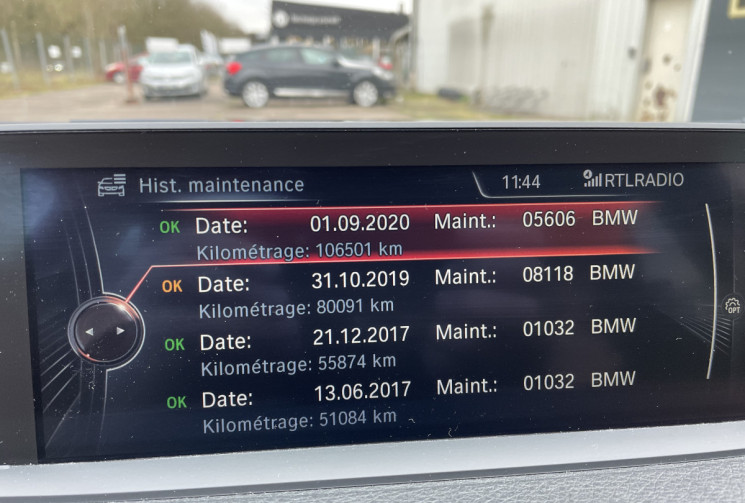 Hist. maintenance 11:44 RTLRADIO
OK Date: 01.09.2020 Maint.: 05606 BMW
Kilométrage: 106501 km
OK Date: 31.10.2019 Maint.: 08118 BMW
Kilométrage: 80091 km
OK Date: 21.12.2017 Maint.: 01032 BMW
Kilométrage: 55874 km
OK Date: 13.06.2017 Maint.: 01032 BMW
Kilométrage: 51084 km
OPT